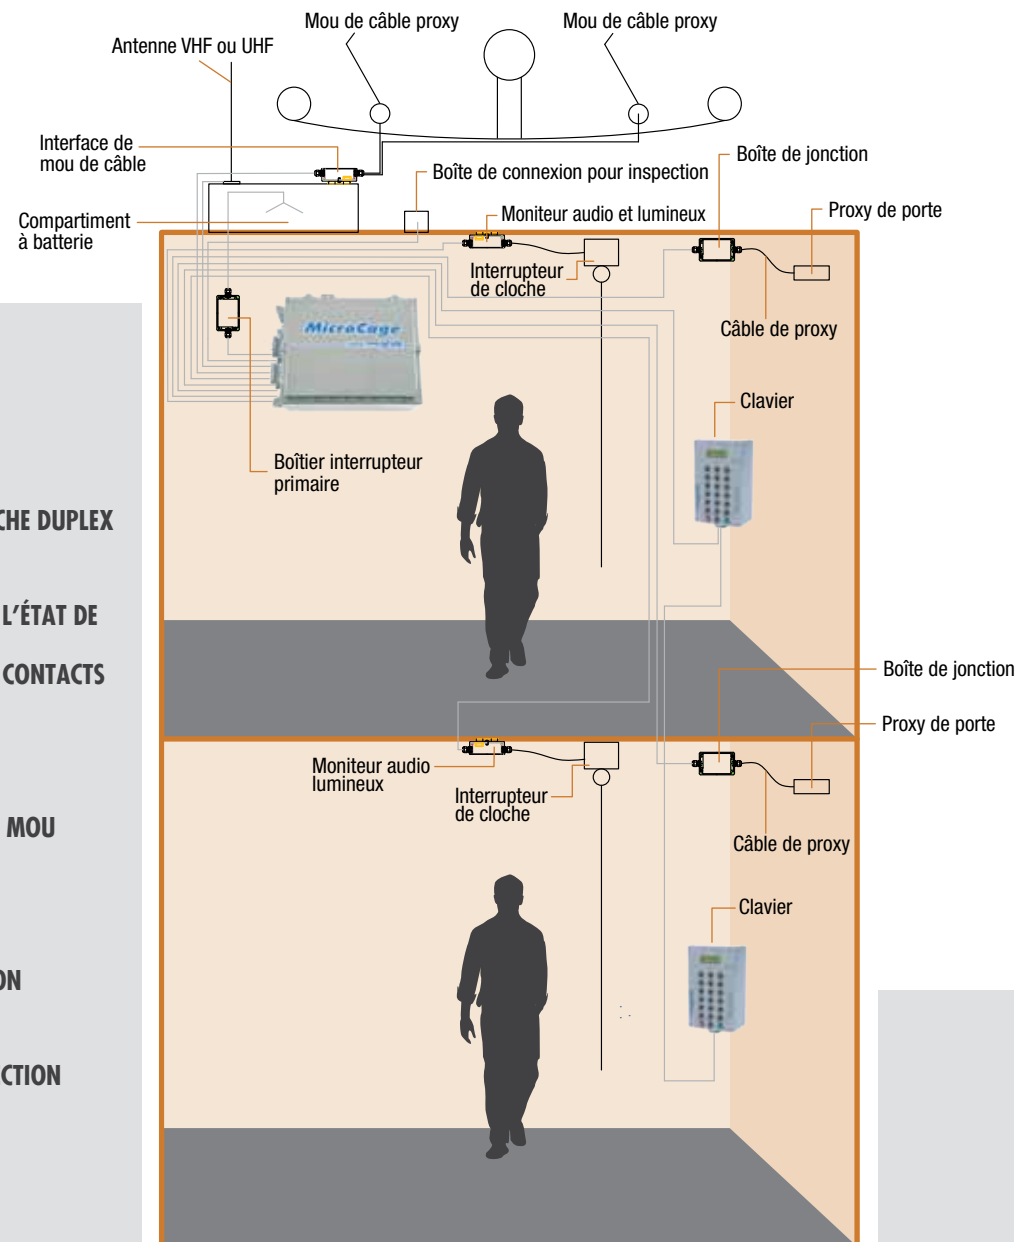 Mou de câble proxy
Mou de câble proxy
Antenne VHF ou UHF
Interface de
mou de câble
Boîte de jonction
Boîte de connexion pour inspection
Compartiment
à batterie
Moniteur audio et lumineux
Proxy de porte
Interrupteur
de cloche
MicroCage
Câble de proxy
Clavier
Boîtier interrupteur
primaire
CHE DUPLEX
L'ÉTAT DE
CONTACTS
Boîte de jonction
Proxy de porte
Moniteur audio
lumineux
Interrupteur
de cloche
MOU
Câble de proxy
Clavier
ON
CTION